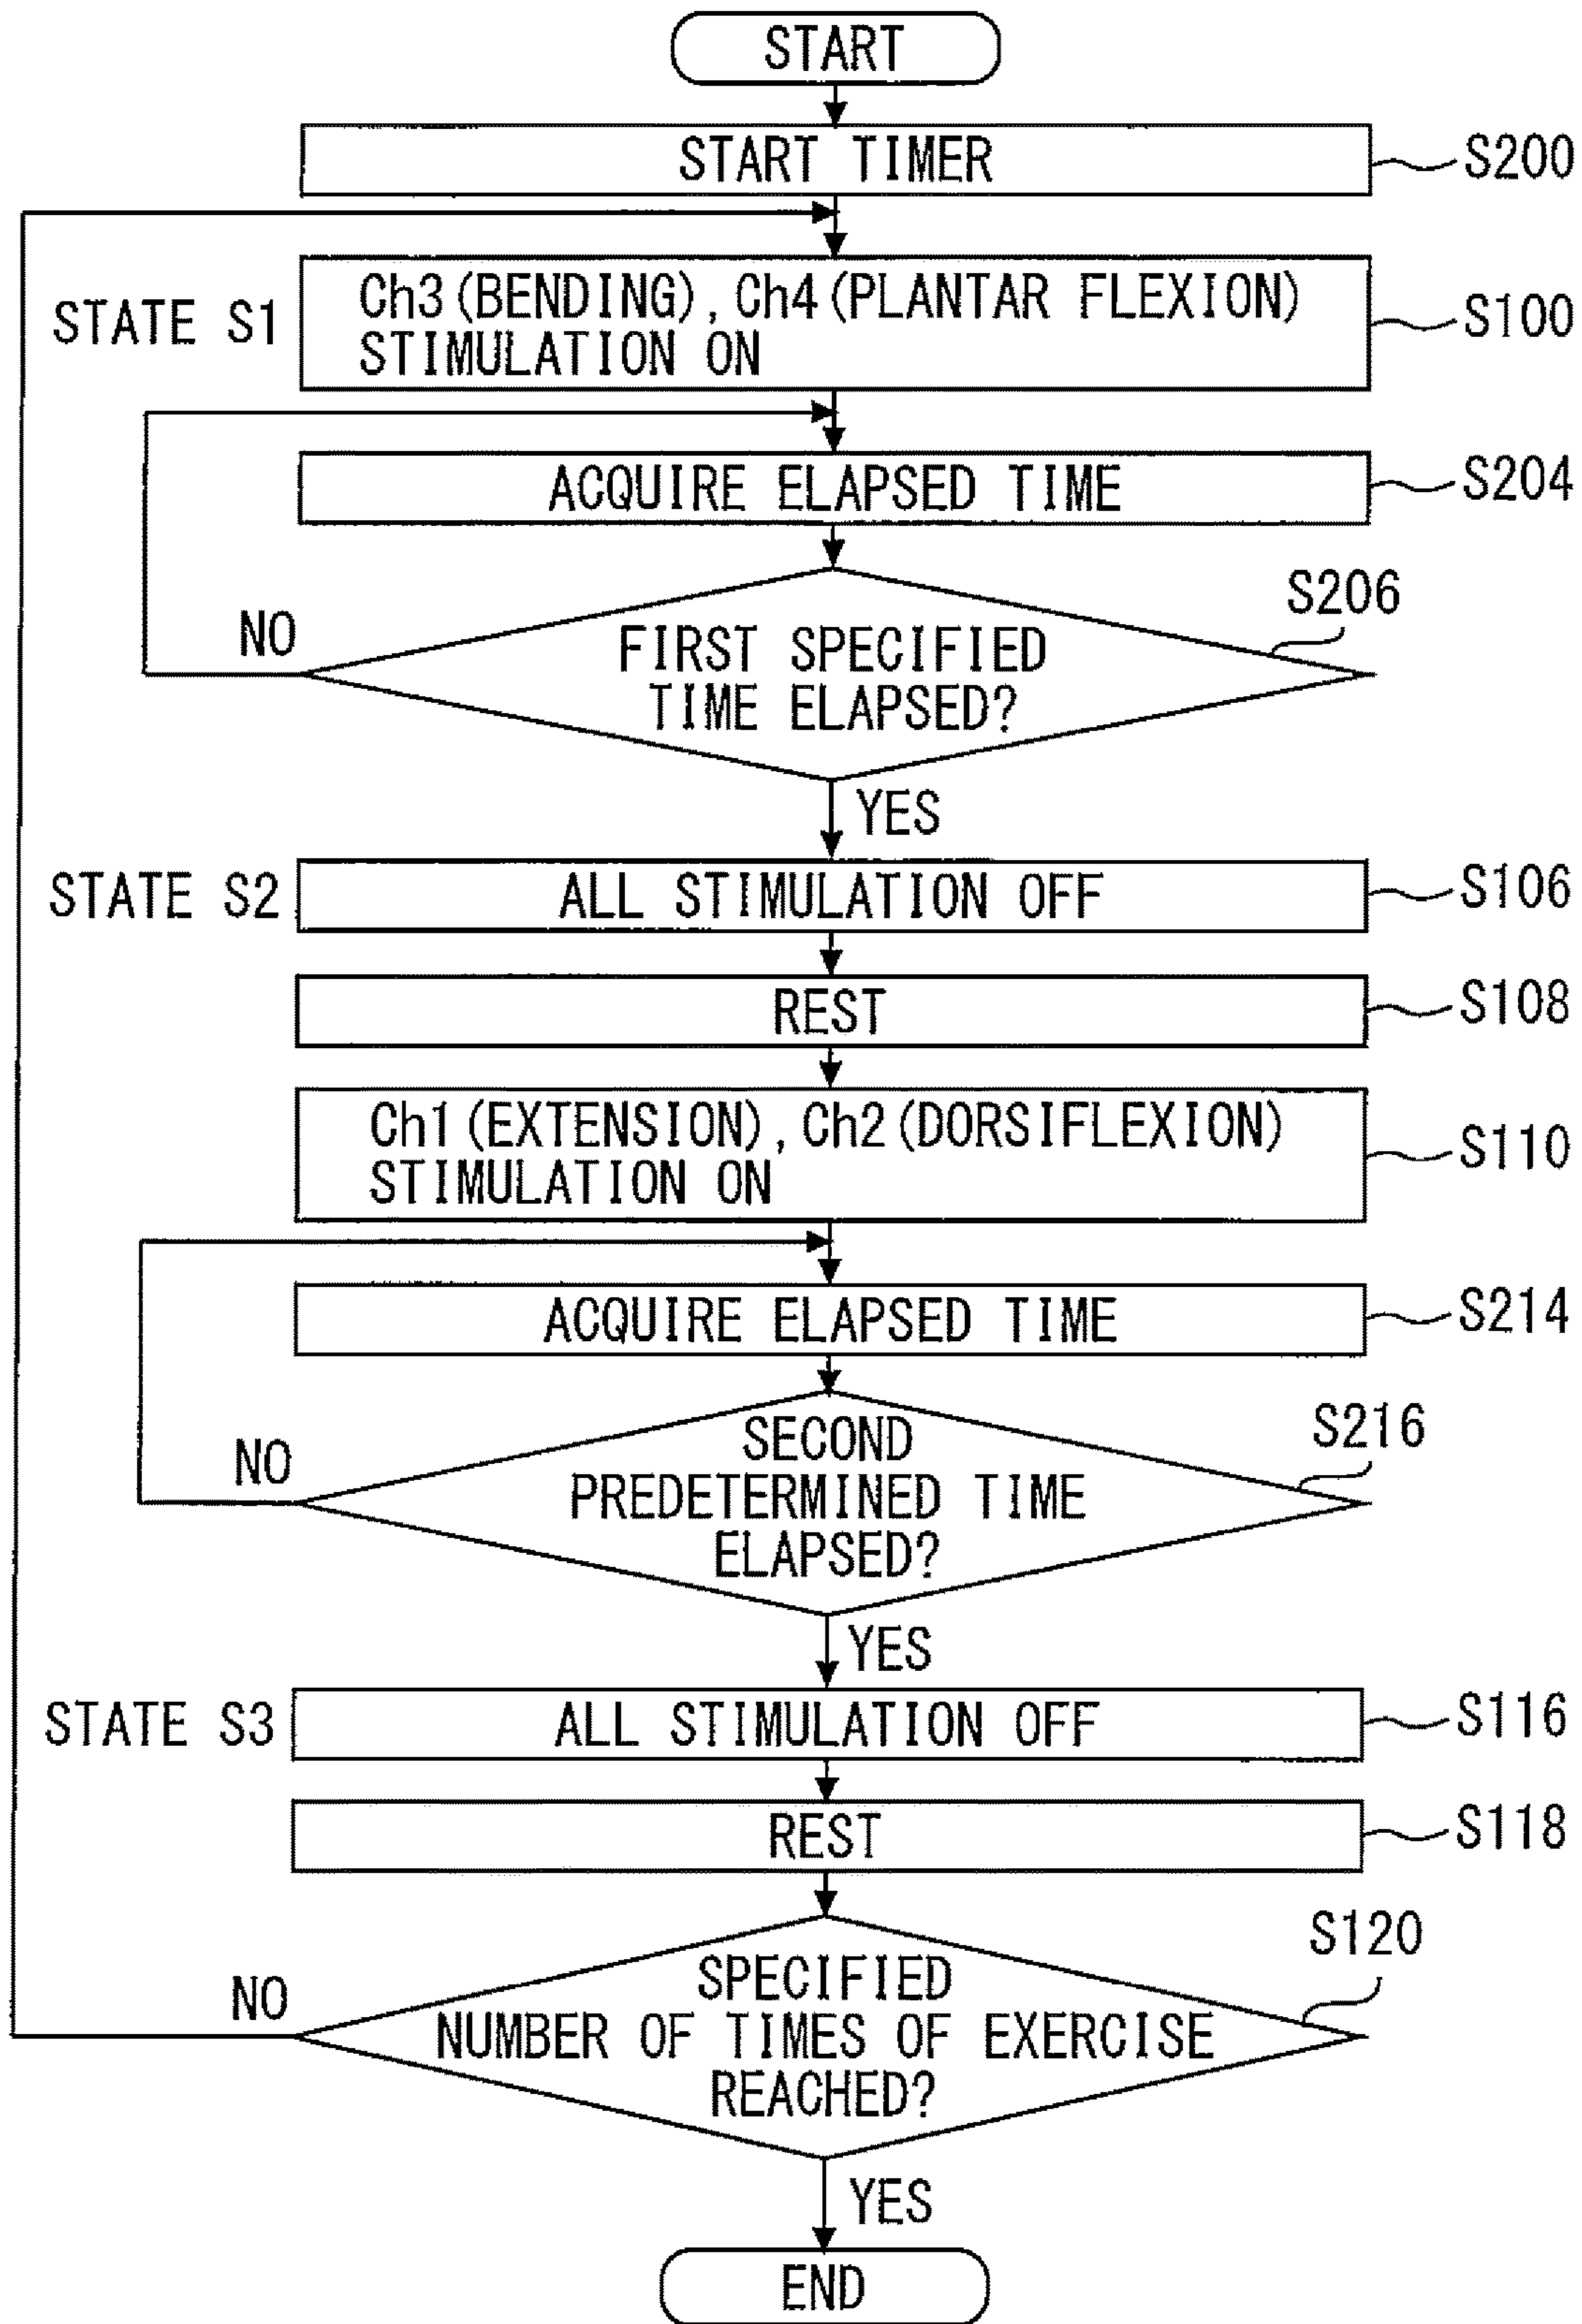 START
START TIMER
S200
STATE S1
Ch3(BENDING), Ch4(PLANTAR FLEXION)
STIMULATION ON
S100
ACQUIRE ELAPSED TIME
S204
S206
NO
FIRST SPECIFIED
TIME ELAPSED?
YES
STATE S2
ALL STIMULATION OFF
S106
REST
S108
Ch1(EXTENSION), Ch2(DORSIFLEXION)
STIMULATION ON
S110
ACQUIRE ELAPSED TIME
S214
S216
NO
SECOND
PREDETERMINED TIME
ELAPSED?
YES
STATE S3
ALL STIMULATION OFF
S116
REST
S118
S120
NO
SPECIFIED
NUMBER OF TIMES OF EXERCISE
REACHED?
YES
END